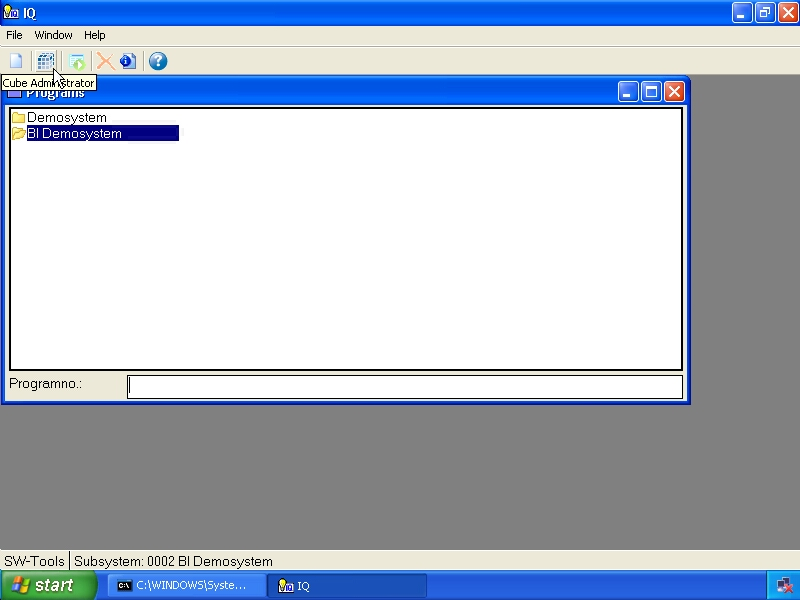 IQ
File Window Help
Cube Administrator
Programs
Demosystem
BI Demosystem
Programno.:
SW-Tools Subsystem: 0002 BI Demosystem
start C:\WINDOWS\Syste... IQ